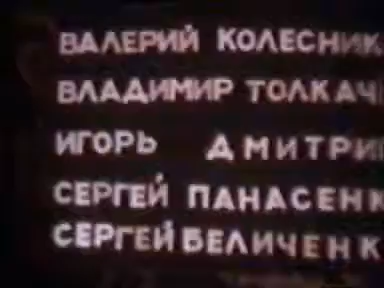 ВАЛЕРИЙ КОЛЕСНИК
ВЛАДИМИР ТОЛКАЧ
ИГОРЬ ДМИТРИ
СЕРГЕЙ ПАНАСЕНК
СЕРГЕЙ БЕЛИЧЕНК